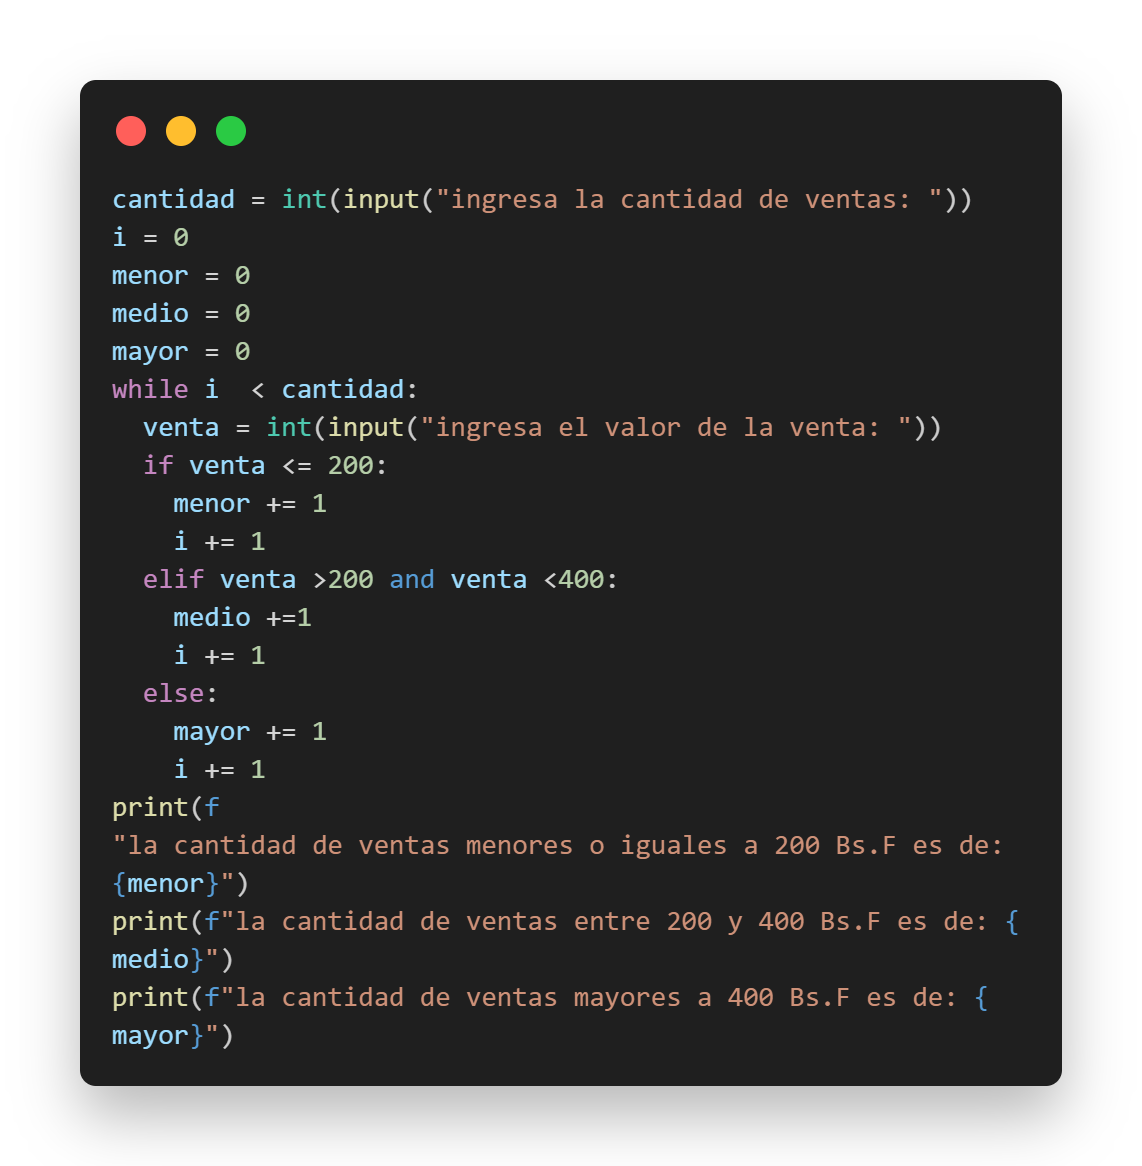 cantidad = int(input("ingresa la cantidad de ventas: "))
i = 0
menor = 0
medio = 0
mayor = 0
while i  < cantidad:
  venta = int(input("ingresa el valor de la venta: "))
  if venta <= 200:
    menor += 1
    i += 1
  elif venta >200 and venta <400:
    medio +=1
    i += 1
  else:
    mayor += 1
    i += 1
print(f
"la cantidad de ventas menores o iguales a 200 Bs.F es de:
{menor}")
print(f"la cantidad de ventas entre 200 y 400 Bs.F es de: {
medio}")
print(f"la cantidad de ventas mayores a 400 Bs.F es de: {
mayor}")